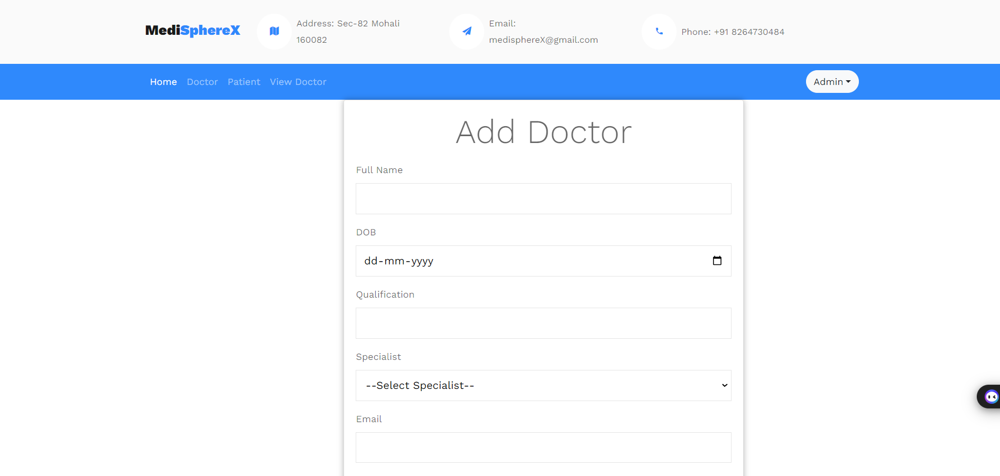 MediSphereX
Address: Sec-82 Mohali
160082
Email:
medisphereX@gmail.com
Phone: +91 8264730484
Home Doctor Patient View Doctor
Admin
Add Doctor
Full Name
DOB
dd-mm-yyyy
Qualification
Specialist
--Select Specialist--
Email